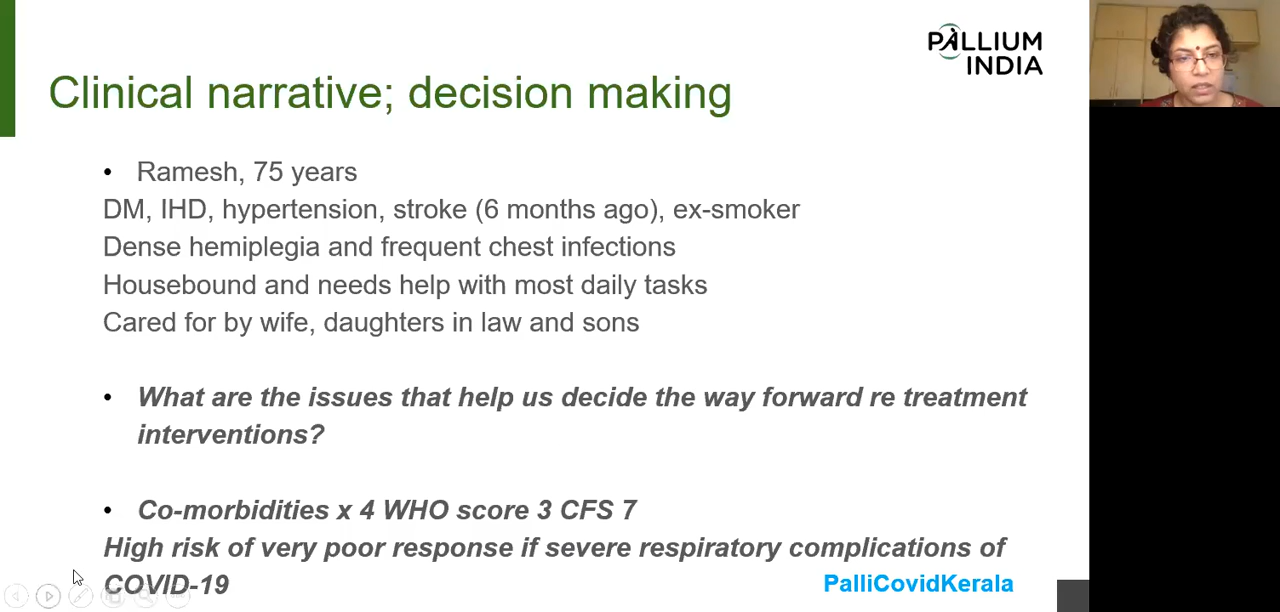 PALLIUM
INDIA
Clinical narrative; decision making
• Ramesh, 75 years
DM, IHD, hypertension, stroke (6 months ago), ex-smoker
Dense hemiplegia and frequent chest infections
Housebound and needs help with most daily tasks
Cared for by wife, daughters in law and sons
• What are the issues that help us decide the way forward re treatment
interventions?
• Co-morbidities x 4 WHO score 3 CFS 7
High risk of very poor response if severe respiratory complications of
COVID-19
PalliCovidKerala